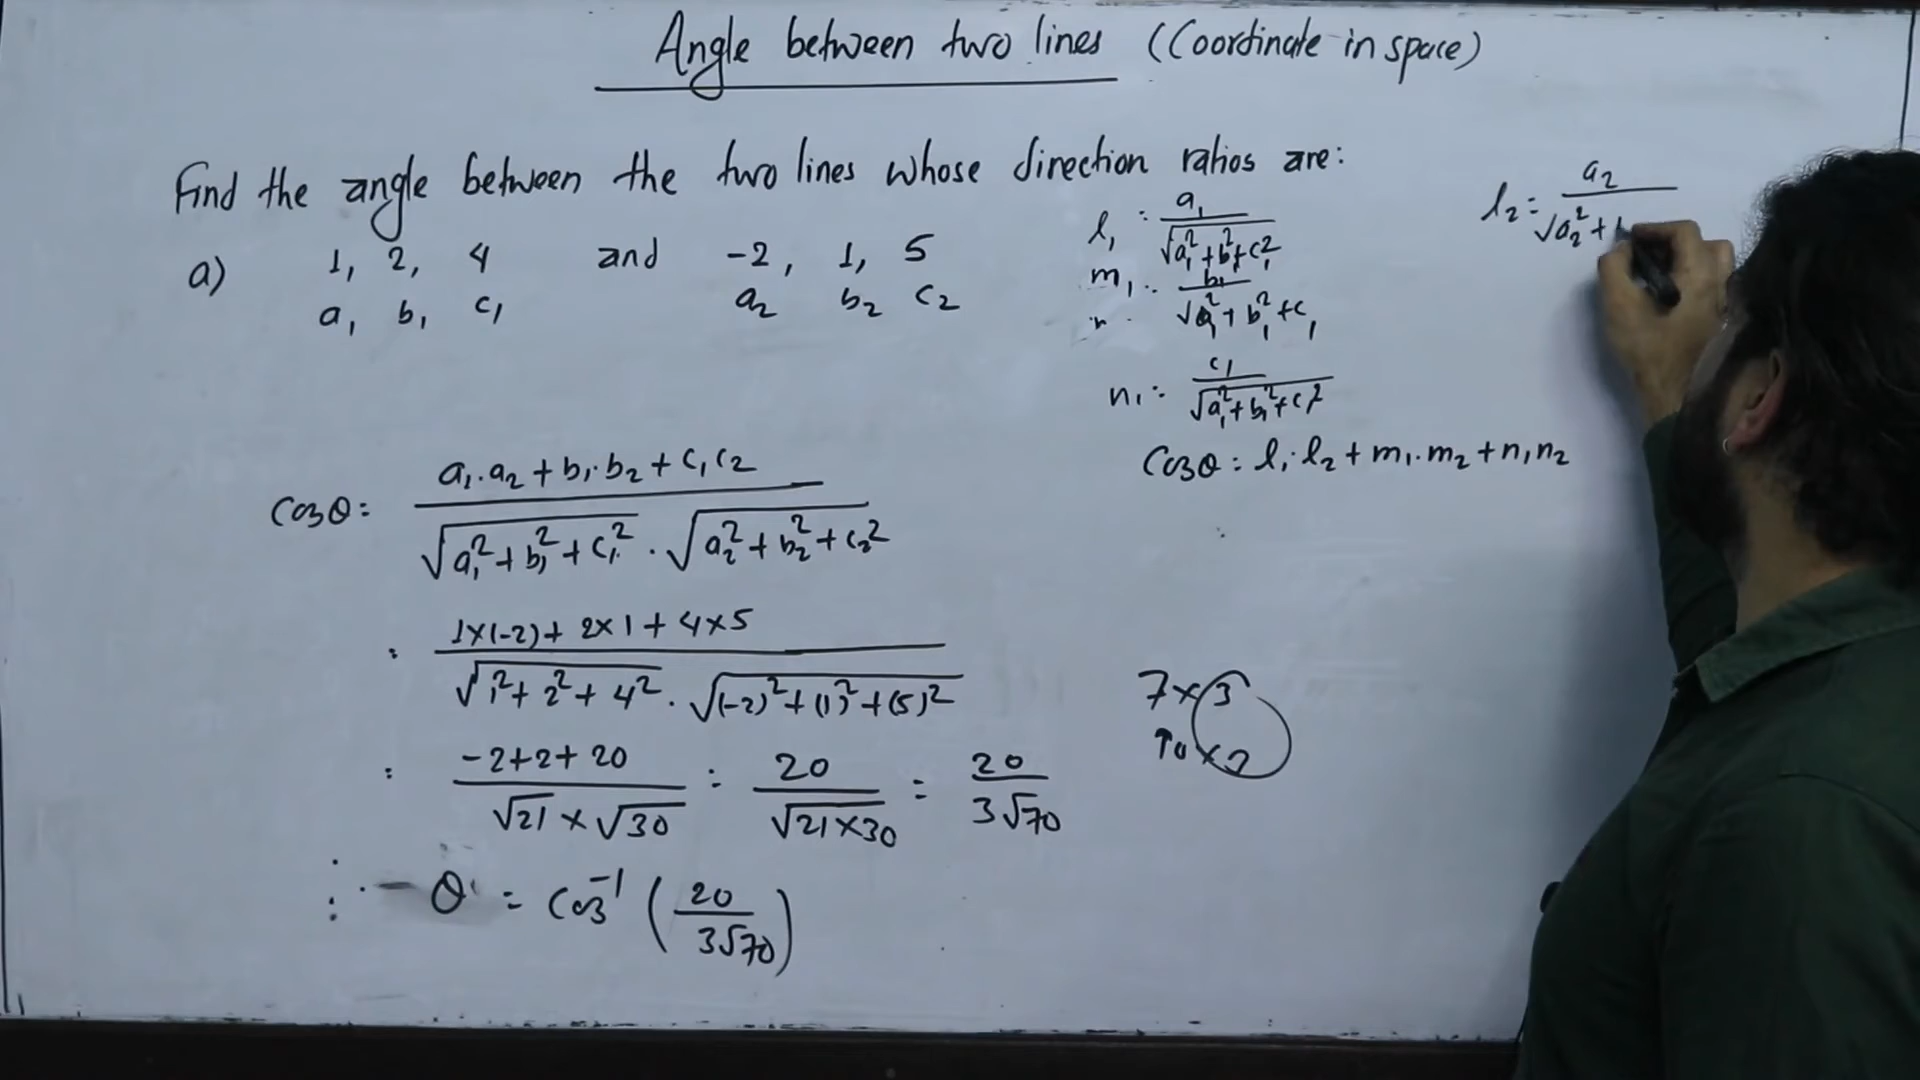 Angle between two lines (Coordinate in space)
Find the angle between the two lines whose direction ratios are:
a) 1, 2, 4 and -2, 1, 5
a₁ b₁ c₁ a₂ b₂ c₂
l₁ = a₁ / √a₁² + b₁² + c₁²
m₁ = b₁ / √a₁² + b₁² + c₁
n₁ = c₁ / √a₁² + b₁² + c₁²
l₂ = a₂ / √a₂² +
Cosθ = l₁·l₂ + m₁·m₂ + n₁n₂
Cosθ = a₁·a₂ + b₁·b₂ + c₁c₂ / √a₁² + b₁² + c₁² · √a₂² + b₂² + c₂²
= 1×(-2) + 2×1 + 4×5 / √1² + 2² + 4² · √(-2)² + (1)² + (5)²
= -2+2+20 / √21 × √30 = 20 / √21×30 = 20 / 3√70
7×3
10×2
∴ θ = Cos⁻¹ (20 / 3√70)